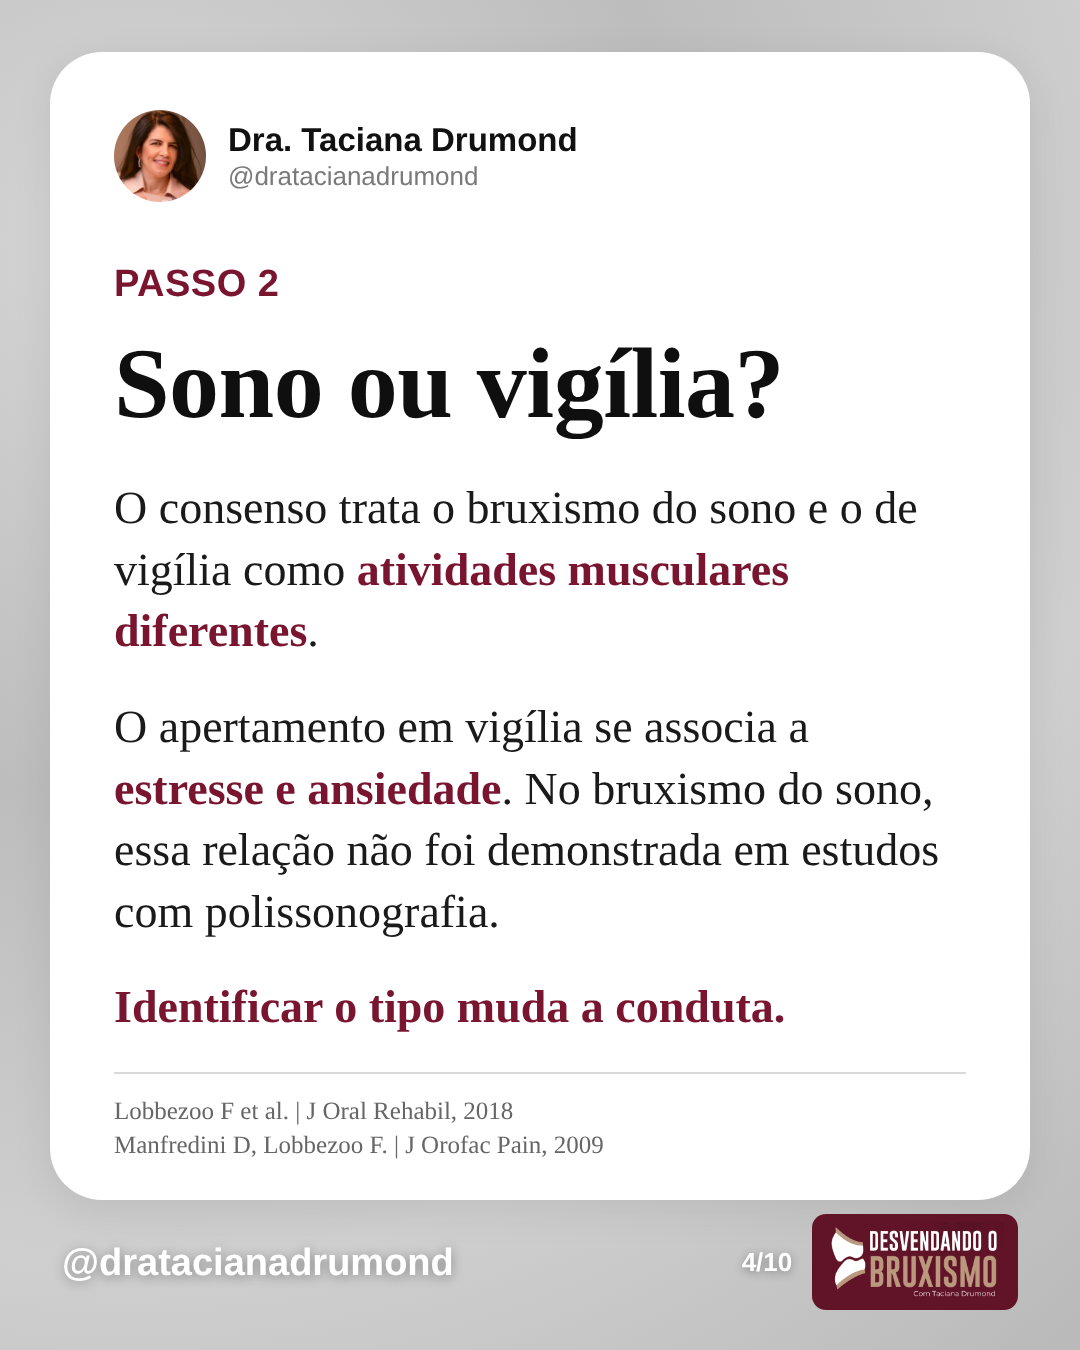 Dra. Taciana Drumond
@dratacianadrumond
PASSO 2
Sono ou vigília?
O consenso trata o bruxismo do sono e o de
vigília como atividades musculares
diferentes.
O apertamento em vigília se associa a
estresse e ansiedade. No bruxismo do sono,
essa relação não foi demonstrada em estudos
com polissonografia.
Identificar o tipo muda a conduta.
Lobbezoo F et al. | J Oral Rehabil, 2018
Manfredini D, Lobbezoo F. | J Orofac Pain, 2009
@dratacianadrumond
4/10
DESVENDANDO O
BRUXISMO
Com Taciana Drumond